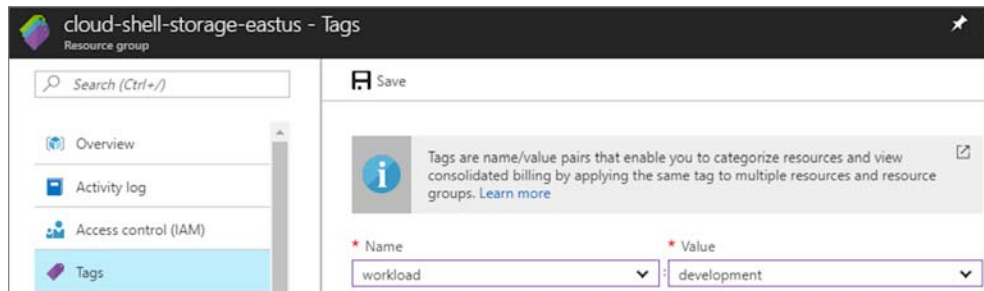 cloud-shell-storage-eastus - Tags
Resource group
Search (Ctrl+/)
Save
Overview
Activity log
Access control (IAM)
Tags
Tags are name/value pairs that enable you to categorize resources and view
consolidated billing by applying the same tag to multiple resources and resource
groups. Learn more
* Name
* Value
workload : development